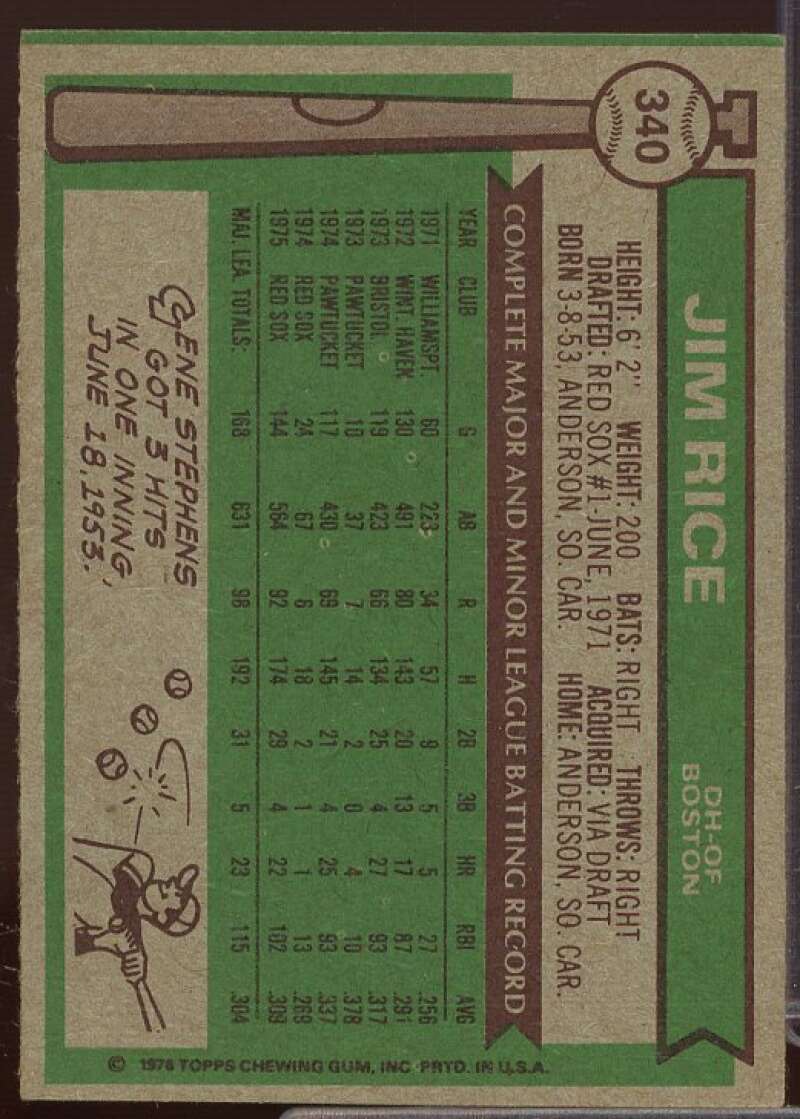 340
JIM RICE
DH-OF
BOSTON
HEIGHT: 6' 2" WEIGHT: 200 BATS: RIGHT THROWS: RIGHT
DRAFTED: RED SOX #1-JUNE, 1971 ACQUIRED: VIA DRAFT
BORN 3-8-53, ANDERSON, SO. CAR. HOME: ANDERSON, SO. CAR.
COMPLETE MAJOR AND MINOR LEAGUE BATTING RECORD
YEAR CLUB G AB R H 2B 3B HR RBI AVG
1971 WILLIAMSPT. 60 223 34 57 9 5 5 27 .256
1972 WINT. HAVEN 130 491 80 143 20 13 17 87 .291
1973 BRISTOL 119 423 66 134 25 4 27 93 .317
1973 PAWTUCKET 10 37 7 14 2 0 4 10 .378
1974 PAWTUCKET 117 430 69 145 21 4 25 93 .337
1974 RED SOX 24 67 6 18 2 1 1 13 .269
1975 RED SOX 144 564 92 174 29 4 22 102 .309
MAJ. LEA. TOTALS: 168 631 98 192 31 5 23 115 .304
GENE STEPHENS
GOT 3 HITS
IN ONE INNING
JUNE 18, 1953.
© 1976 TOPPS CHEWING GUM, INC. PRTD. IN U.S.A.